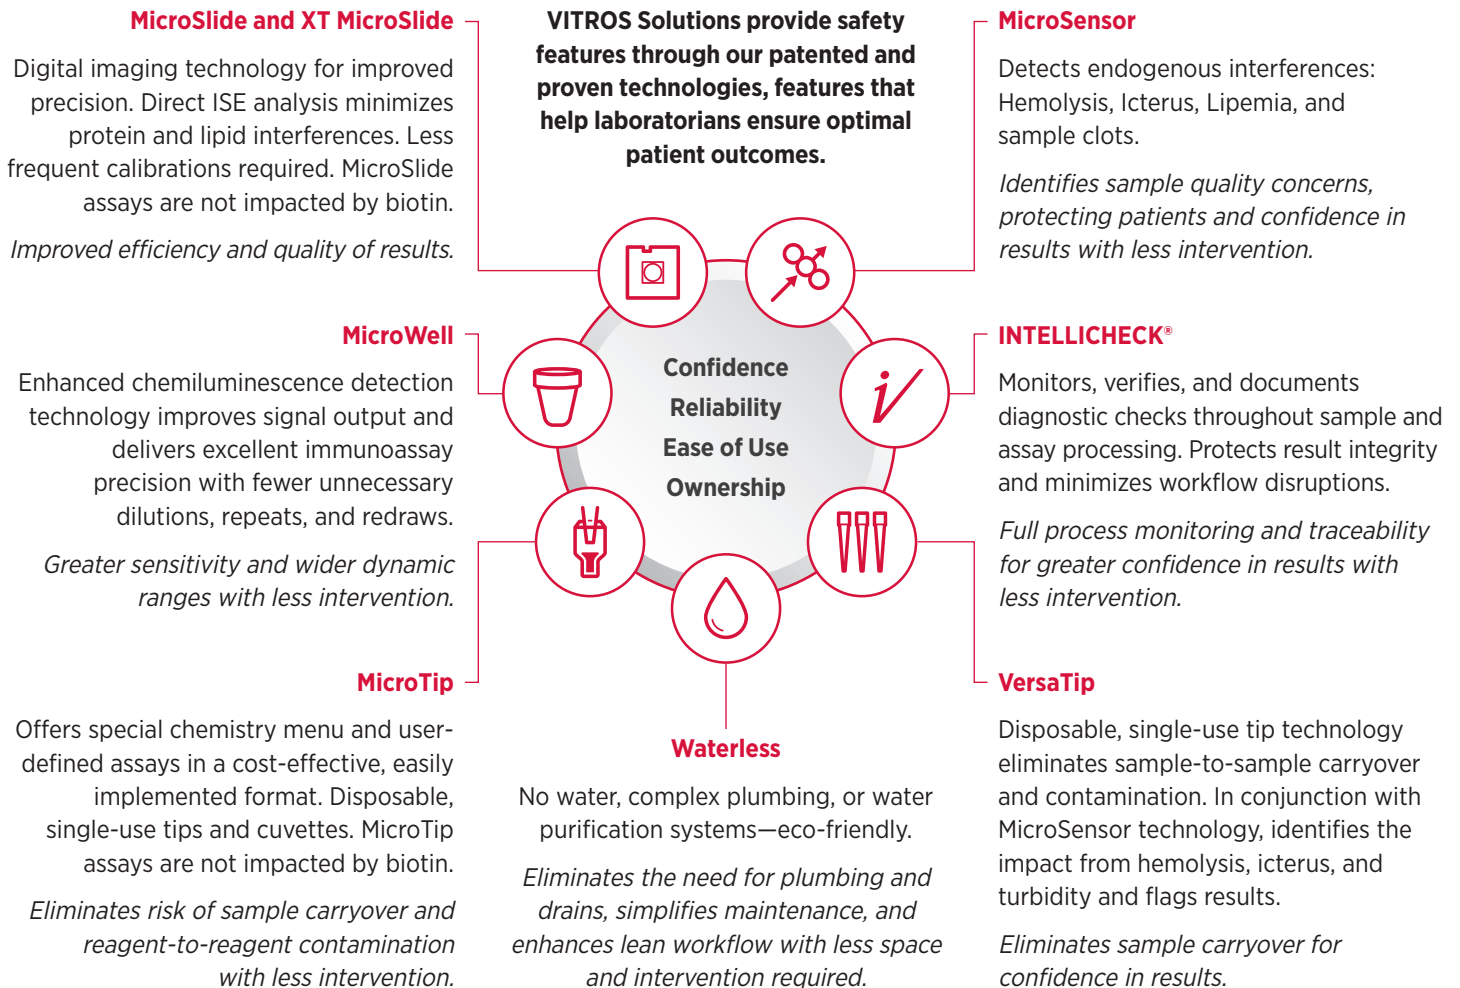 MicroSlide and XT MicroSlide
Digital imaging technology for improved
precision. Direct ISE analysis minimizes
protein and lipid interferences. Less
frequent calibrations required. MicroSlide
assays are not impacted by biotin.
Improved efficiency and quality of results.
VITROS Solutions provide safety
features through our patented and
proven technologies, features that
help laboratorians ensure optimal
patient outcomes.
MicroSensor
Detects endogenous interferences:
Hemolysis, Icterus, Lipemia, and
sample clots.
Identifies sample quality concerns,
protecting patients and confidence in
results with less intervention.
MicroWell
Enhanced chemiluminescence detection
technology improves signal output and
delivers excellent immunoassay
precision with fewer unnecessary
dilutions, repeats, and redraws.
Greater sensitivity and wider dynamic
ranges with less intervention.
Confidence
Reliability
Ease of Use
Ownership
INTELLICHECK®
Monitors, verifies, and documents
diagnostic checks throughout sample and
assay processing. Protects result integrity
and minimizes workflow disruptions.
Full process monitoring and traceability
for greater confidence in results with
less intervention.
MicroTip
Offers special chemistry menu and user-
defined assays in a cost-effective, easily
implemented format. Disposable,
single-use tips and cuvettes. MicroTip
assays are not impacted by biotin.
Eliminates risk of sample carryover and
reagent-to-reagent contamination
with less intervention.
Waterless
No water, complex plumbing, or water
purification systems—eco-friendly.
Eliminates the need for plumbing and
drains, simplifies maintenance, and
enhances lean workflow with less space
and intervention required.
VersaTip
Disposable, single-use tip technology
eliminates sample-to-sample carryover
and contamination. In conjunction with
MicroSensor technology, identifies the
impact from hemolysis, icterus, and
turbidity and flags results.
Eliminates sample carryover for
confidence in results.